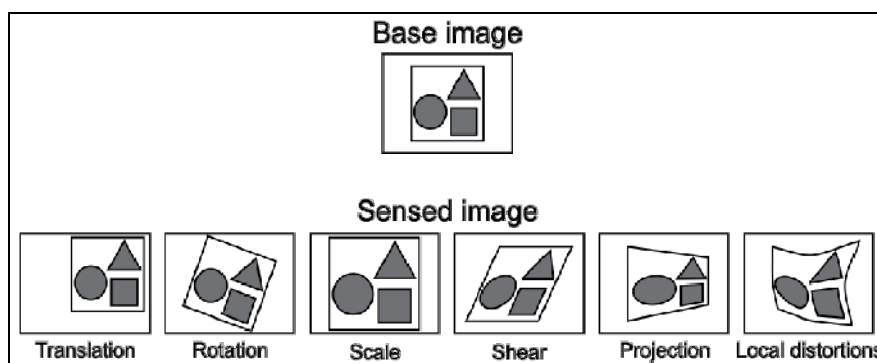 Base image
Sensed image
Translation Rotation Scale Shear Projection Local distortions